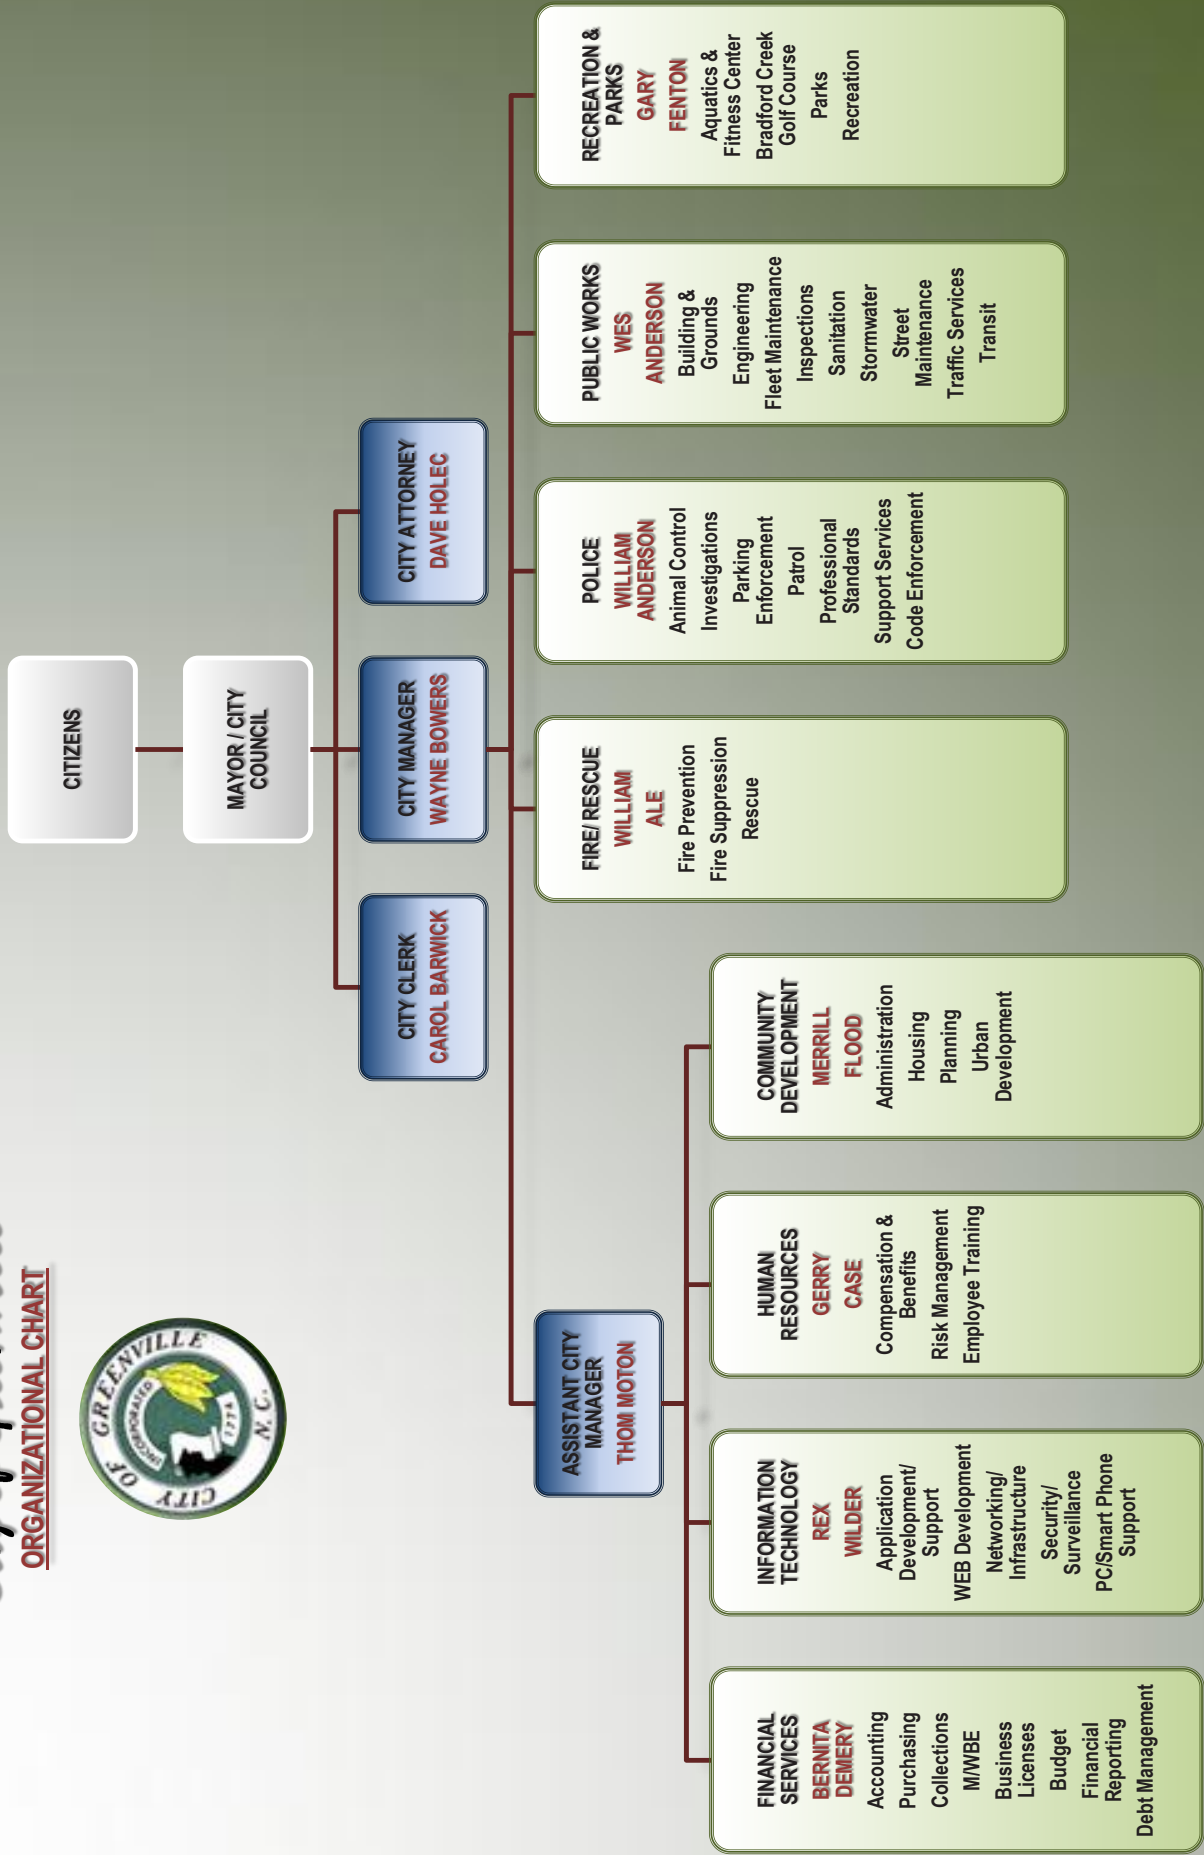 ORGANIZATIONAL CHART
CITY OF GREENVILLE N.C.
INCORPORATED
1774
CITIZENS
MAYOR / CITY
COUNCIL
CITY CLERK
CAROL BARWICK
CITY MANAGER
WAYNE BOWERS
CITY ATTORNEY
DAVE HOLEC
ASSISTANT CITY
MANAGER
THOM MOTON
FIRE/ RESCUE
WILLIAM
ALE
Fire Prevention
Fire Suppression
Rescue
POLICE
WILLIAM
ANDERSON
Animal Control
Investigations
Parking
Enforcement
Patrol
Professional
Standards
Support Services
Code Enforcement
PUBLIC WORKS
WES
ANDERSON
Building &
Grounds
Engineering
Fleet Maintenance
Inspections
Sanitation
Stormwater
Street
Maintenance
Traffic Services
Transit
RECREATION &
PARKS
GARY
FENTON
Aquatics &
Fitness Center
Bradford Creek
Golf Course
Parks
Recreation
FINANCIAL
SERVICES
BERNITA
DEMERY
Accounting
Purchasing
Collections
M/WBE
Business
Licenses
Budget
Financial
Reporting
Debt Management
INFORMATION
TECHNOLOGY
REX
WILDER
Application
Development/
Support
WEB Development
Networking/
Infrastructure
Security/
Surveillance
PC/Smart Phone
Support
HUMAN
RESOURCES
GERRY
CASE
Compensation &
Benefits
Risk Management
Employee Training
COMMUNITY
DEVELOPMENT
MERRILL
FLOOD
Administration
Housing
Planning
Urban
Development